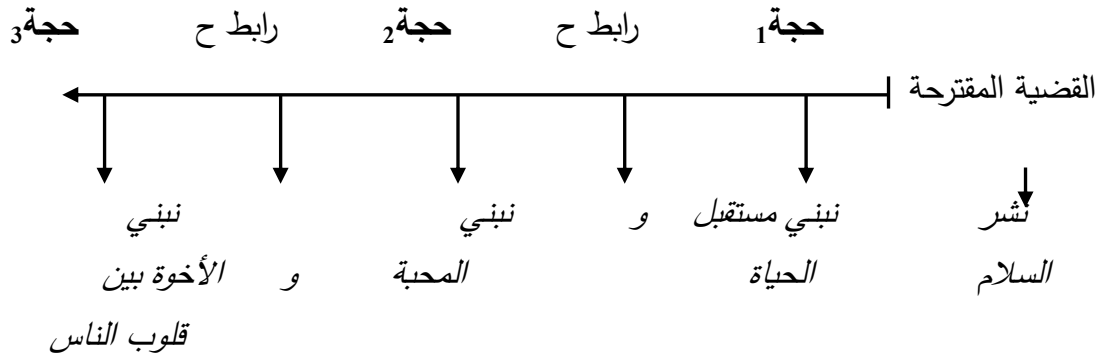 حجة1 رابط ح حجة2 رابط ح حجة3
القضية المقترحة
نشر نبني مستقبل و نبني نبني
السلام الحياة المحبة و الأخوة بين
قلوب الناس